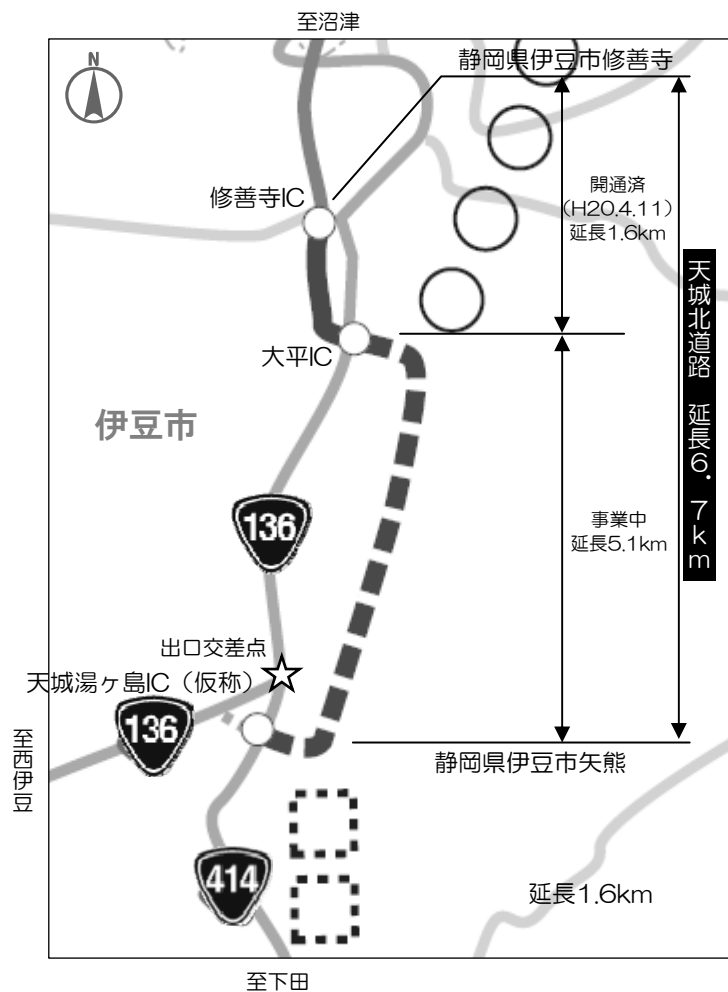 至沼津
N
静岡県伊豆市修善寺
開通済
(H20.4.11)
延長1.6km
修善寺IC
天城北道路 延長6.7km
大平IC
伊豆市
136
事業中
延長5.1km
出口交差点
天城湯ヶ島IC(仮称)
136
至西伊豆
静岡県伊豆市矢熊
414
延長1.6km
至下田